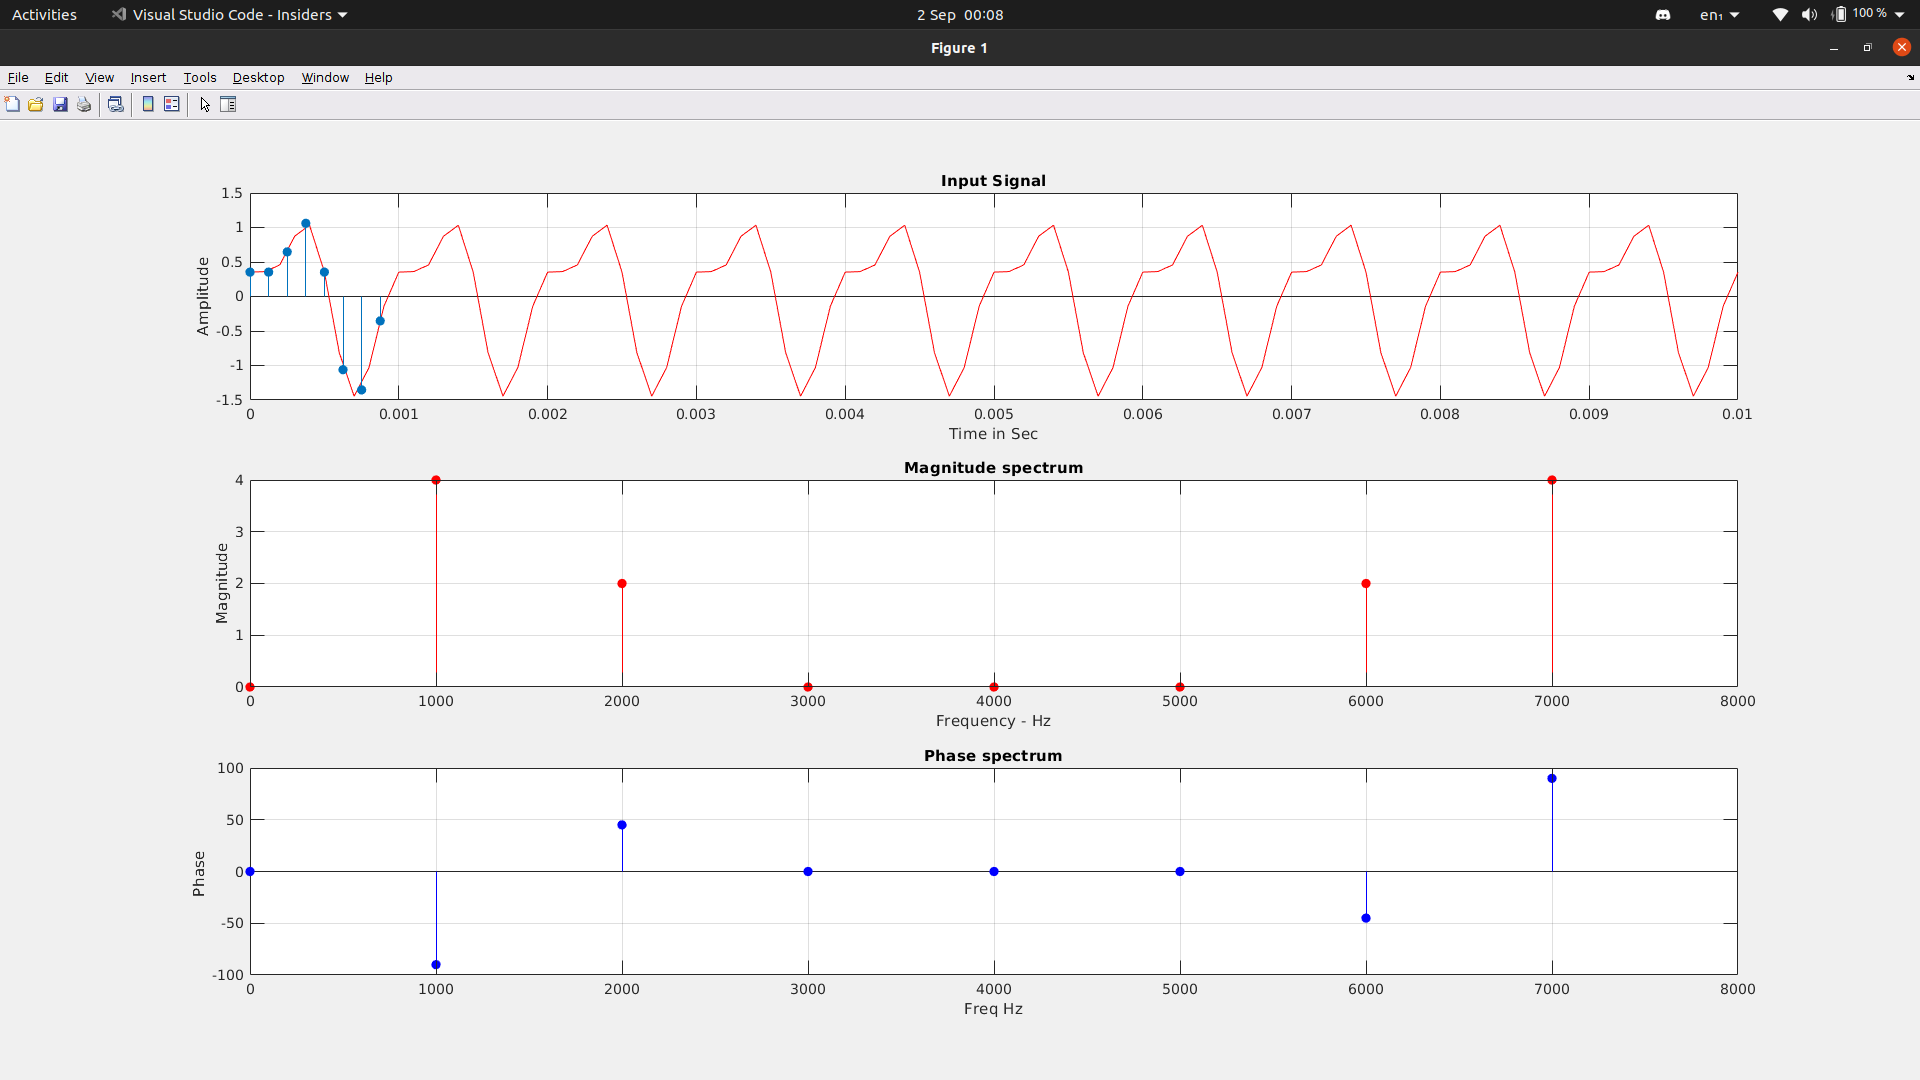 Activities Visual Studio Code - Insiders 2 Sep 00:08 en₁ 100 %
Figure 1
File Edit View Insert Tools Desktop Window Help
Input Signal
1.5
1
0.5
0
-0.5
-1
-1.5
Amplitude
0 0.001 0.002 0.003 0.004 0.005 0.006 0.007 0.008 0.009 0.01
Time in Sec
Magnitude spectrum
4
3
2
1
0
Magnitude
0 1000 2000 3000 4000 5000 6000 7000 8000
Frequency - Hz
Phase spectrum
100
50
0
-50
-100
Phase
0 1000 2000 3000 4000 5000 6000 7000 8000
Freq Hz